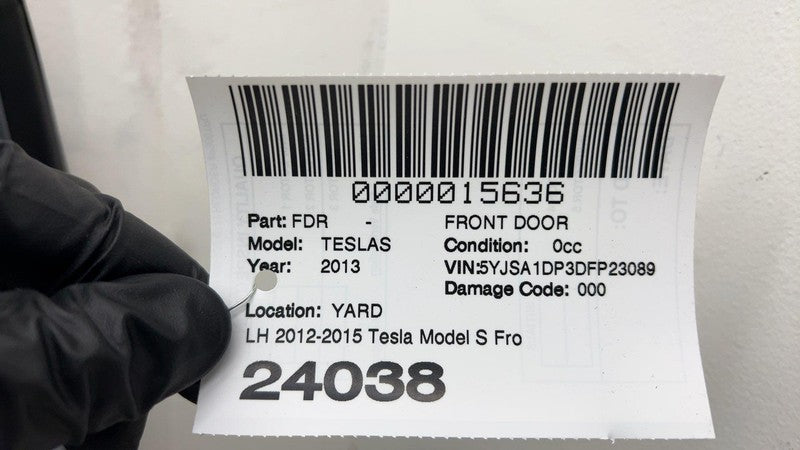 0000015636
Part: FDR - FRONT DOOR
Model: TESLAS Condition: 0cc
Year: 2013 VIN:5YJSA1DP3DFP23089
Damage Code: 000
Location: YARD
LH 2012-2015 Tesla Model S Fro
24038